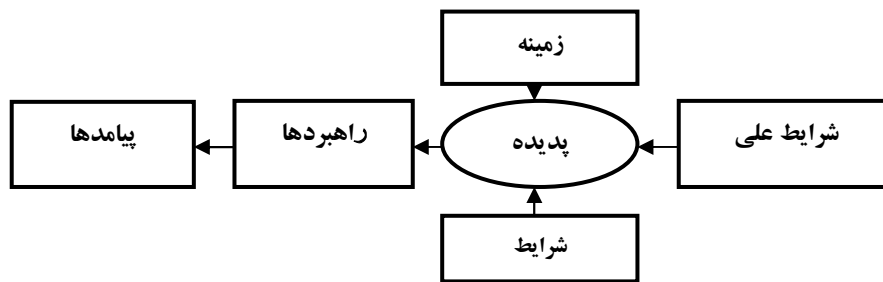 زمینه
شرایط علی
پدیده
راهبردها
پیامدها
شرایط